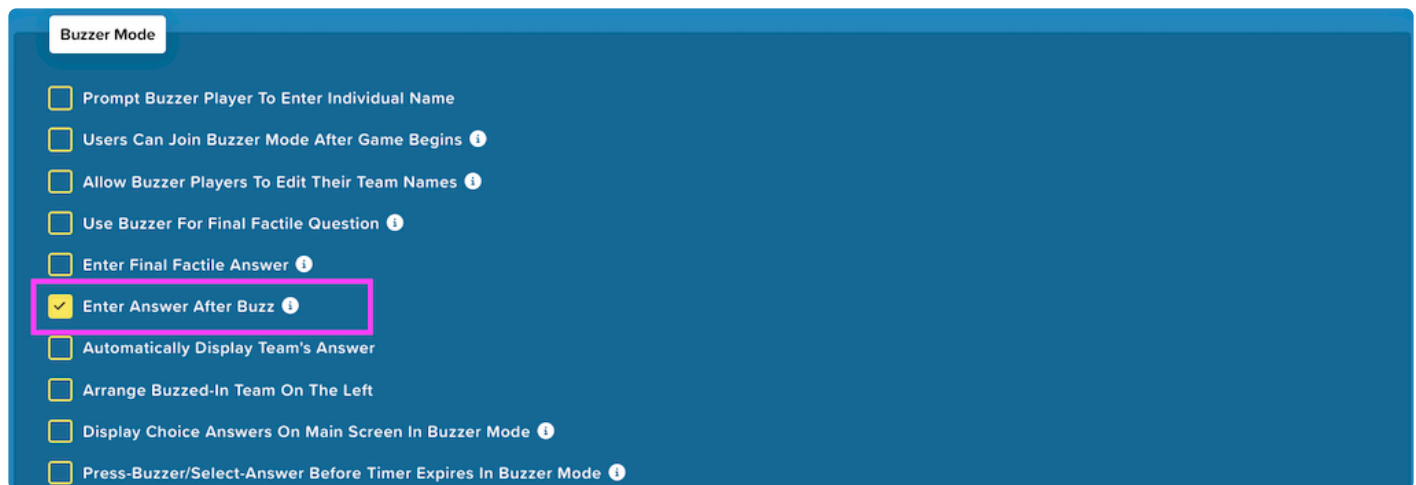 Buzzer Mode
Prompt Buzzer Player To Enter Individual Name
Users Can Join Buzzer Mode After Game Begins
Allow Buzzer Players To Edit Their Team Names
Use Buzzer For Final Factile Question
Enter Final Factile Answer
Enter Answer After Buzz
Automatically Display Team's Answer
Arrange Buzzed-In Team On The Left
Display Choice Answers On Main Screen In Buzzer Mode
Press-Buzzer/Select-Answer Before Timer Expires In Buzzer Mode